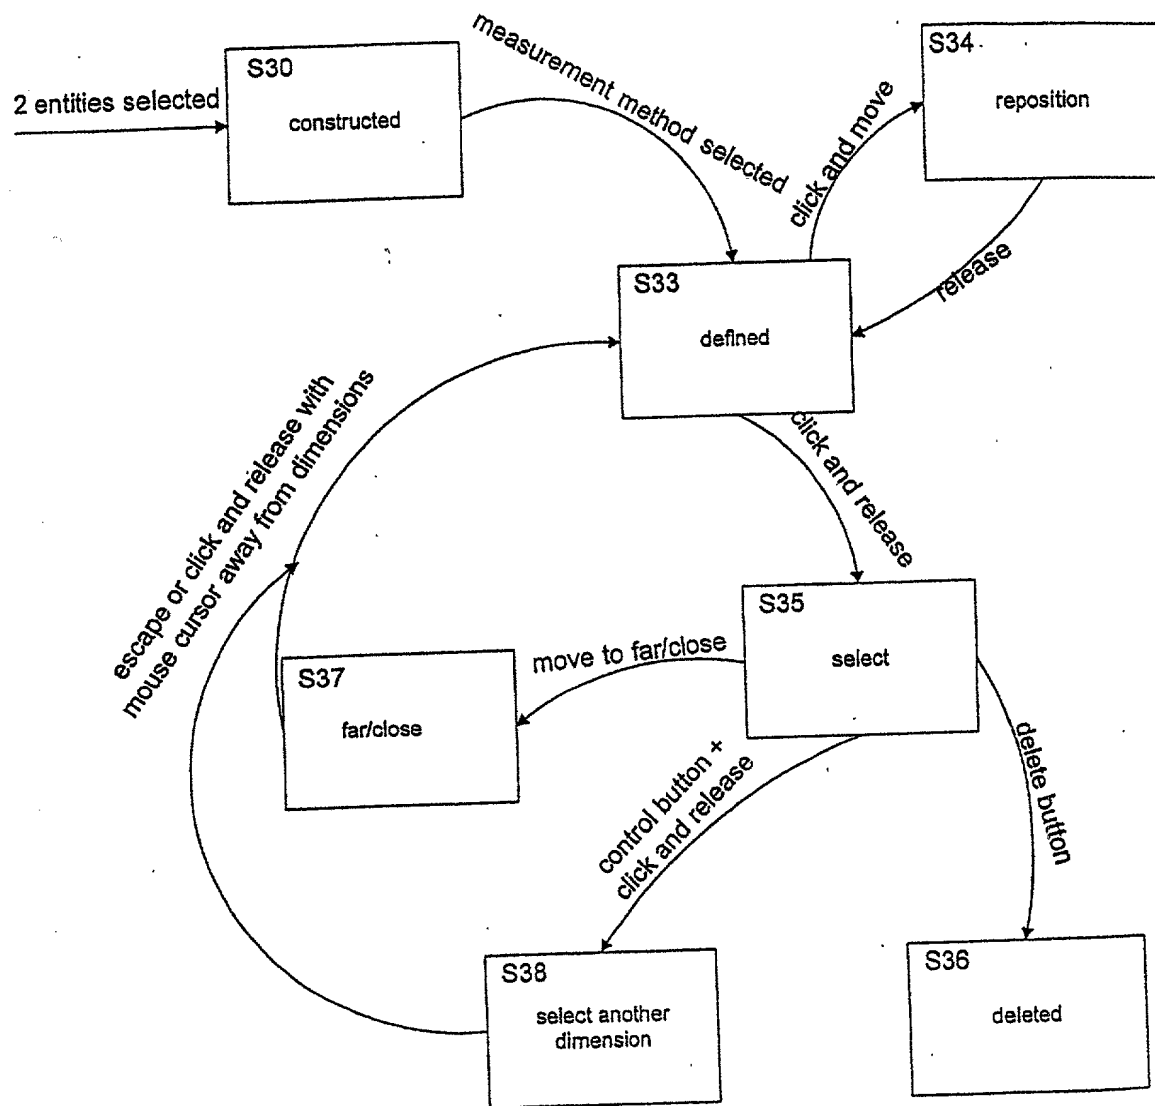 S30
constructed
2 entities selected
measurement method selected
S34
reposition
click and move
release
S33
defined
escape or click and release with
mouse cursor away from dimensions
click and release
S35
select
move to far/close
S37
far/close
control button +
click and release
delete button
S38
select another
dimension
S36
deleted